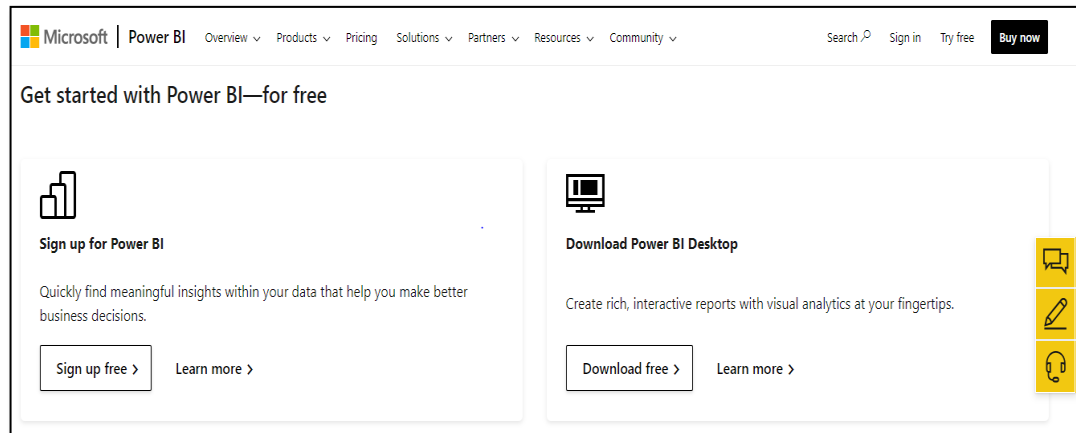 Microsoft | Power BI Overview Products Pricing Solutions Partners Resources Community Search Sign in Try free Buy now
Get started with Power BI—for free
Sign up for Power BI
Quickly find meaningful insights within your data that help you make better
business decisions.
Sign up free >
Learn more >
Download Power BI Desktop
Create rich, interactive reports with visual analytics at your fingertips.
Download free >
Learn more >